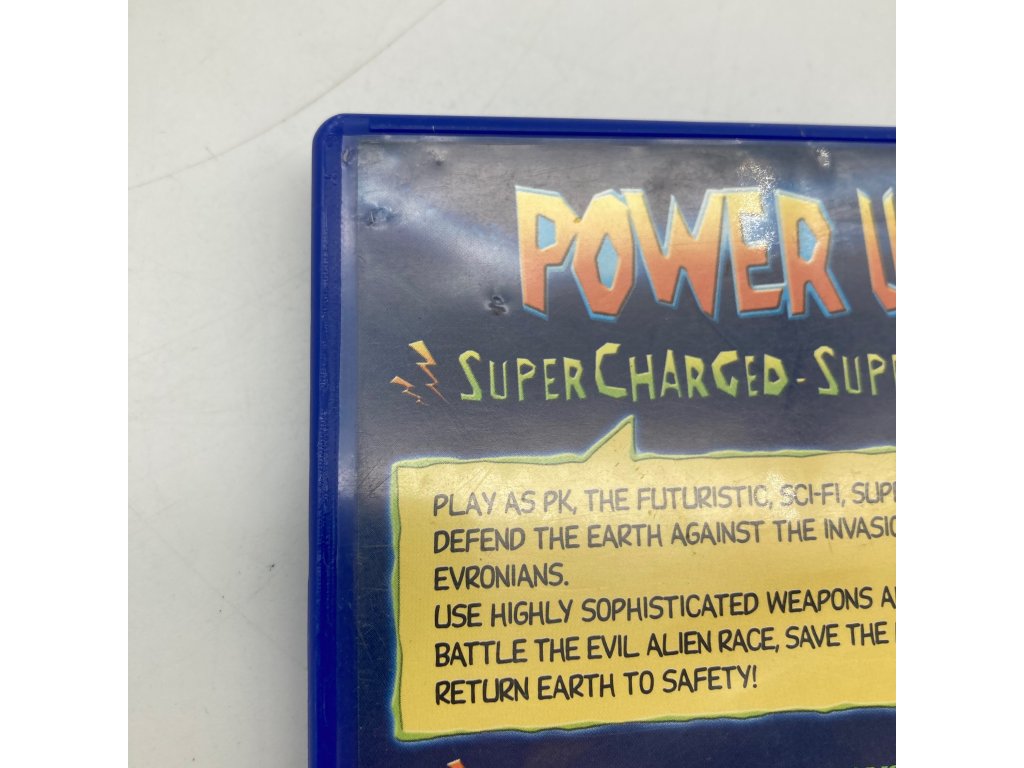 POWER U
SUPERCHARGED - SUP
PLAY AS PK, THE FUTURISTIC, SCI-FI, SUP
DEFEND THE EARTH AGAINST THE INVASIO
EVRONIANS.
USE HIGHLY SOPHISTICATED WEAPONS A
BATTLE THE EVIL ALIEN RACE, SAVE THE
RETURN EARTH TO SAFETY!